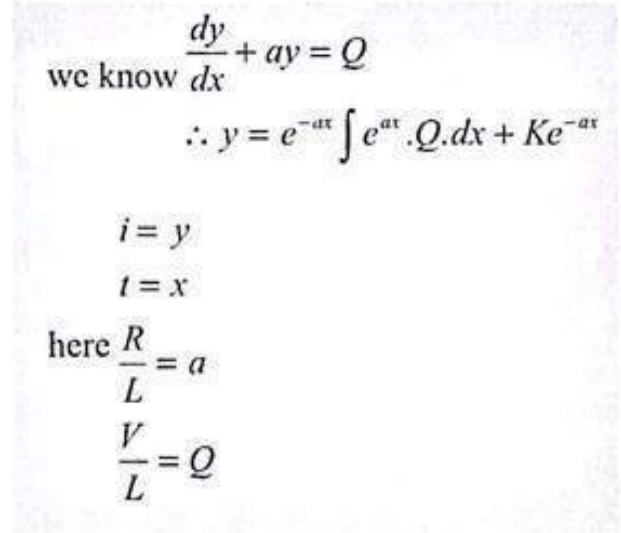 we know dy/dx + ay = Q
∴ y = e^{-ax} ∫ e^{ax} .Q.dx + Ke^{-ax}
i = y
t = x
here R/L = a
V/L = Q